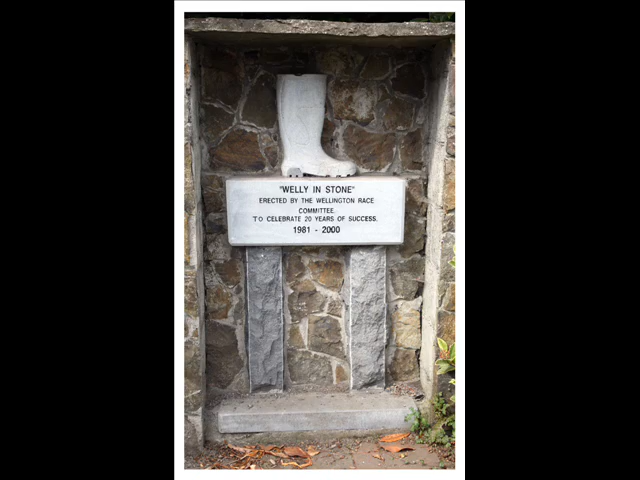 "WELLY IN STONE"
ERECTED BY THE WELLINGTON RACE
COMMITTEE.
TO CELEBRATE 20 YEARS OF SUCCESS.
1981 - 2000